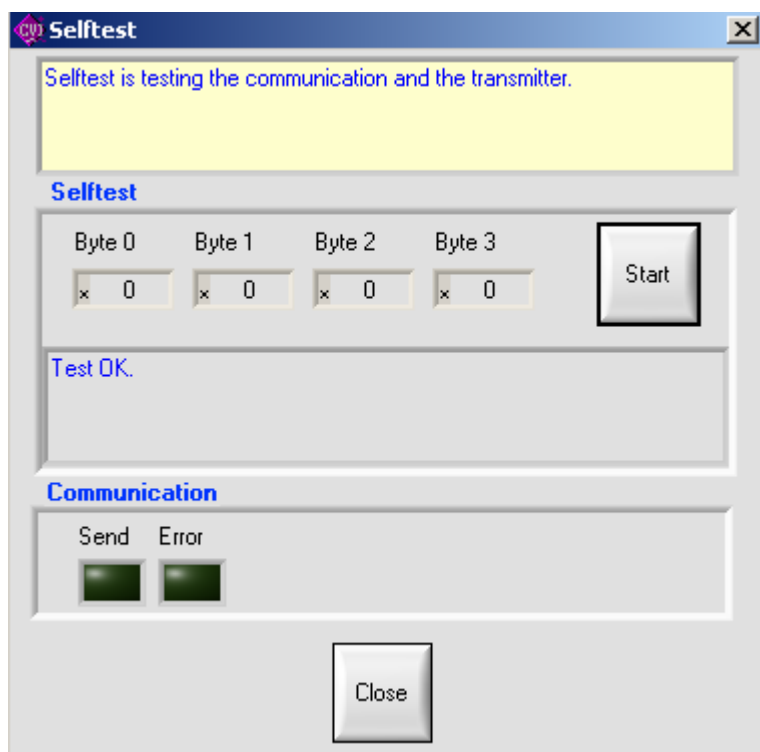 CVI Selftest
Selftest is testing the communication and the transmitter.
Selftest
Byte 0 Byte 1 Byte 2 Byte 3
x 0 x 0 x 0 x 0
Start
Test OK.
Communication
Send Error
Close